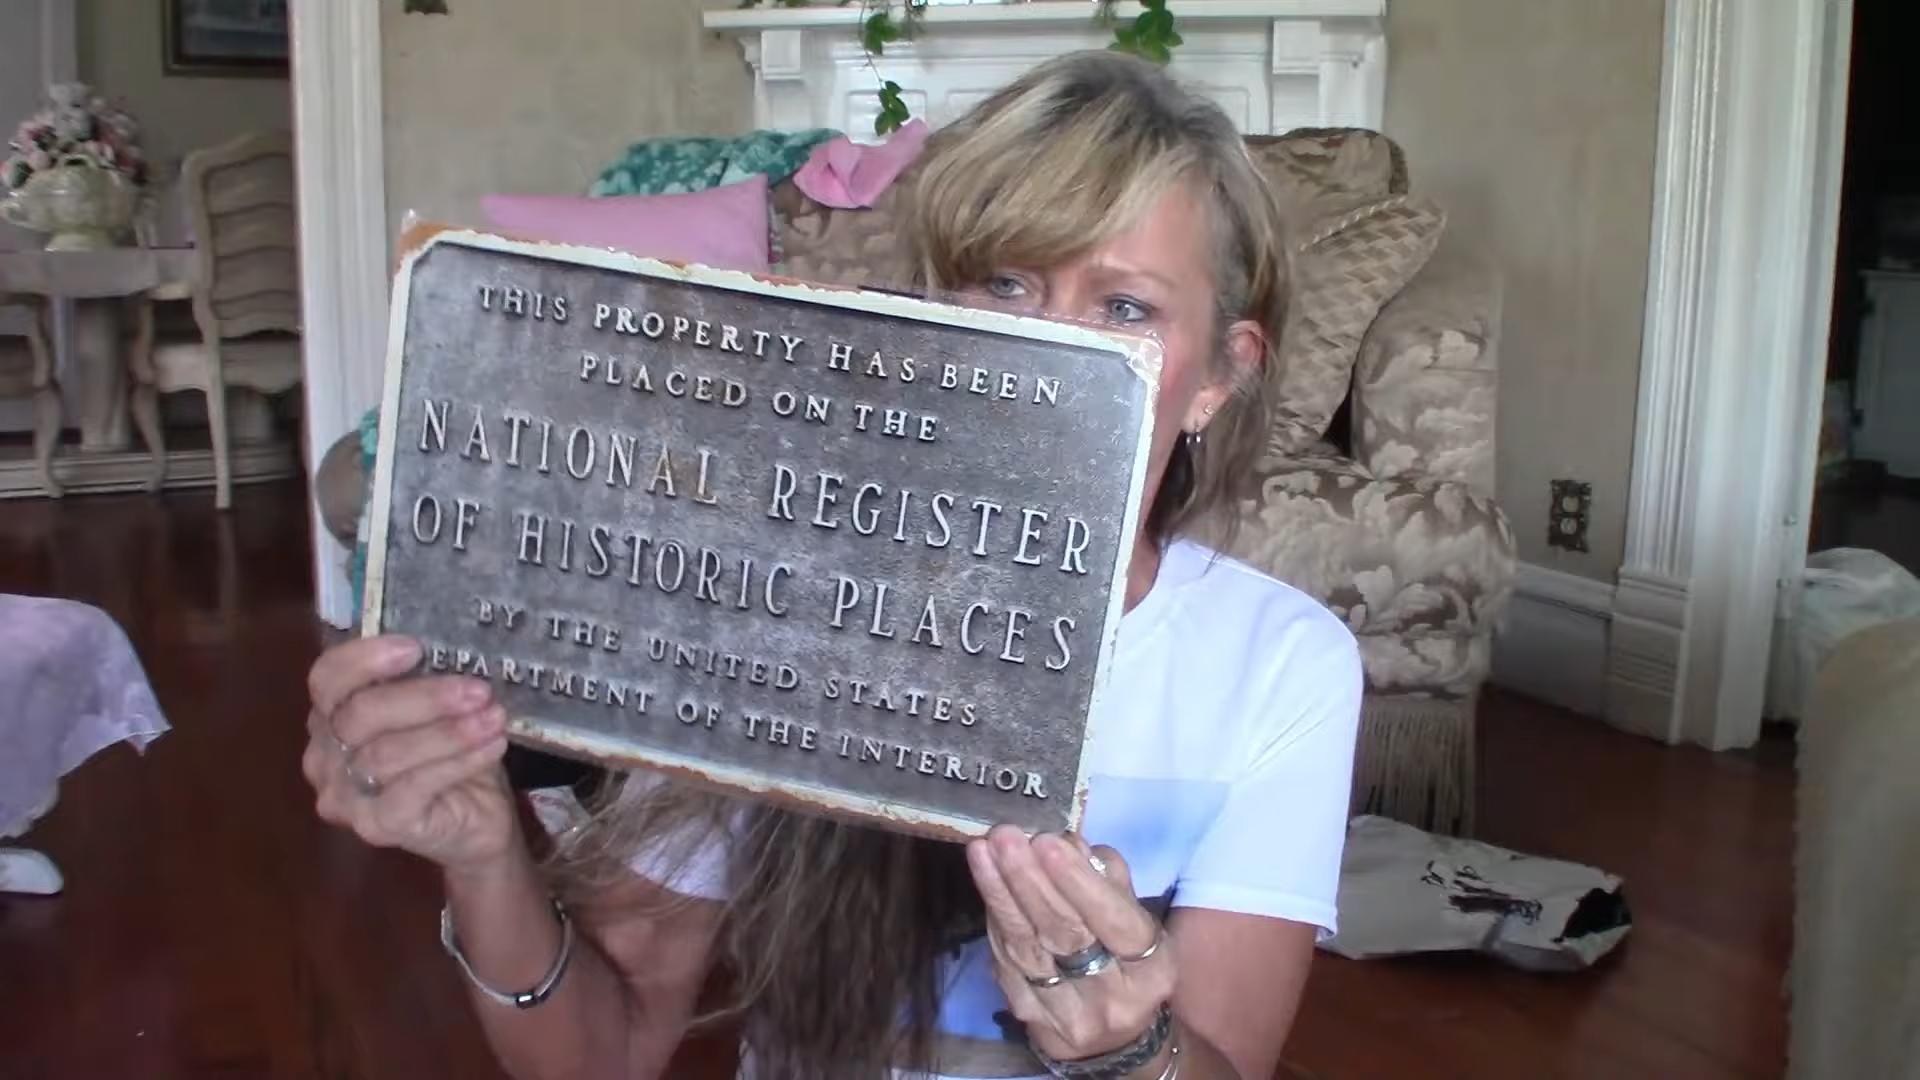 THIS PROPERTY HAS BEEN
PLACED ON THE
NATIONAL REGISTER
OF HISTORIC PLACES
BY THE UNITED STATES
DEPARTMENT OF THE INTERIOR